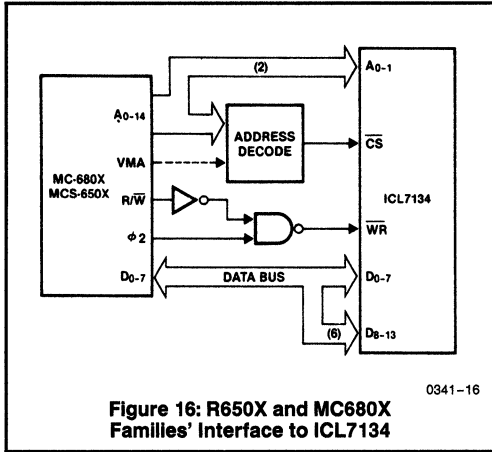 A0-1
(2)
A0-14
ADDRESS
DECODE
CS
VMA
MC-680X
MCS-650X
ICL7134
R/W
WR
φ2
D0-7
DATA BUS
D0-7
(6)
D8-13
0341-16
Figure 16: R650X and MC680X
Families' Interface to ICL7134